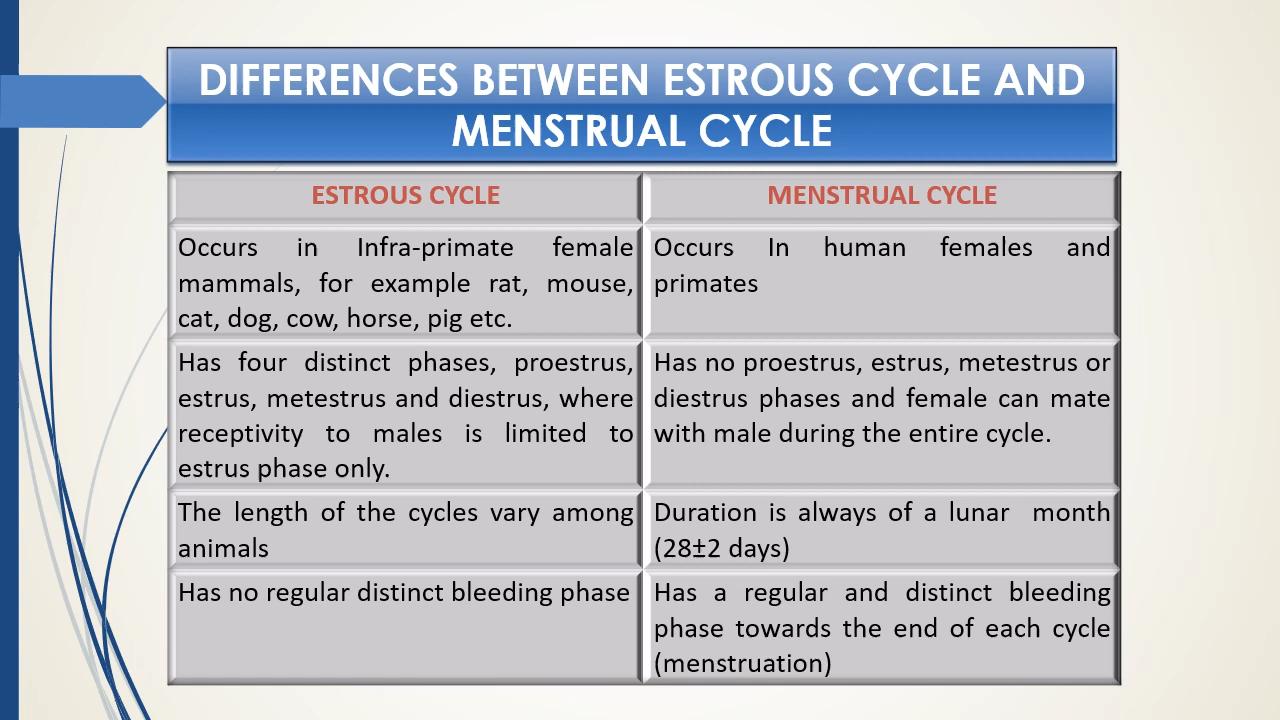 DIFFERENCES BETWEEN ESTROUS CYCLE AND
MENSTRUAL CYCLE
ESTROUS CYCLE
MENSTRUAL CYCLE
Occurs in Infra-primate female
mammals, for example rat, mouse,
cat, dog, cow, horse, pig etc.
Occurs In human females and
primates
Has four distinct phases, proestrus,
estrus, metestrus and diestrus, where
receptivity to males is limited to
estrus phase only.
Has no proestrus, estrus, metestrus or
diestrus phases and female can mate
with male during the entire cycle.
The length of the cycles vary among
animals
Duration is always of a lunar month
(28±2 days)
Has no regular distinct bleeding phase
Has a regular and distinct bleeding
phase towards the end of each cycle
(menstruation)